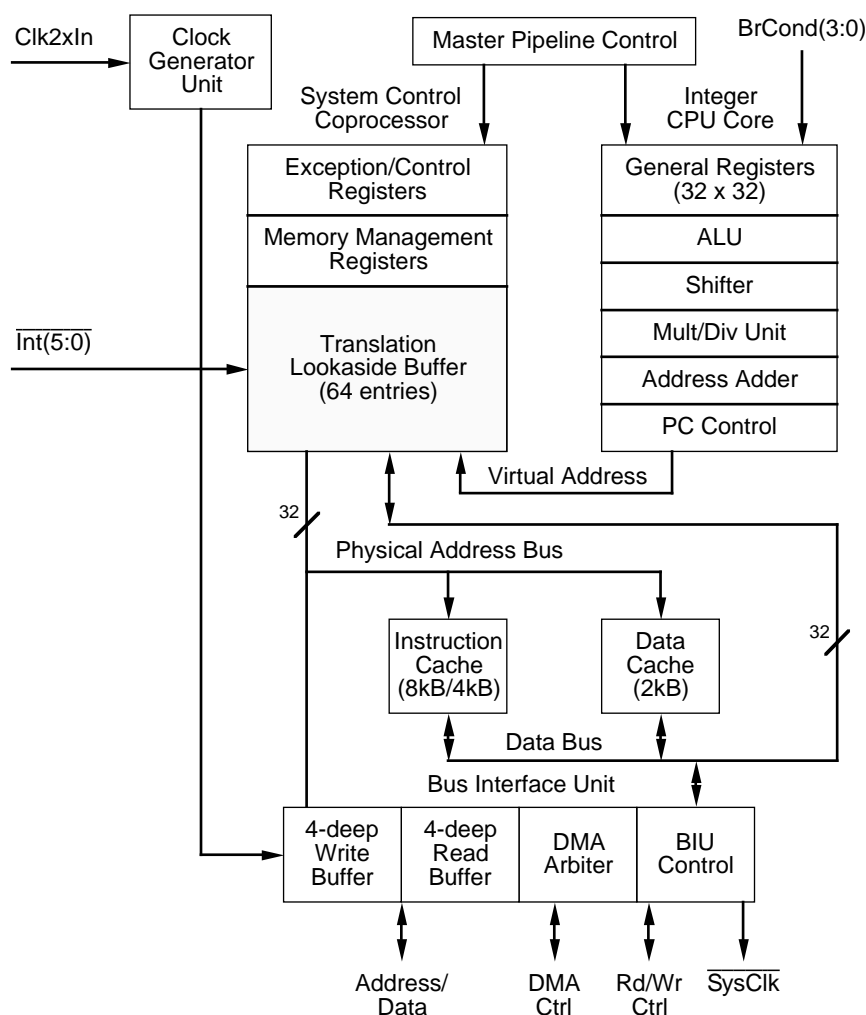 Clk2xIn
Clock
Generator
Unit
Master Pipeline Control
BrCond(3:0)
System Control
Coprocessor
Integer
CPU Core
Exception/Control
Registers
Memory Management
Registers
Translation
Lookaside Buffer
(64 entries)
General Registers
(32 x 32)
ALU
Shifter
Mult/Div Unit
Address Adder
PC Control
Int(5:0)
Virtual Address
32
Physical Address Bus
Instruction
Cache
(8kB/4kB)
Data
Cache
(2kB)
32
Data Bus
Bus Interface Unit
4-deep
Write
Buffer
4-deep
Read
Buffer
DMA
Arbiter
BIU
Control
Address/
Data
DMA
Ctrl
Rd/Wr
Ctrl
SysClk